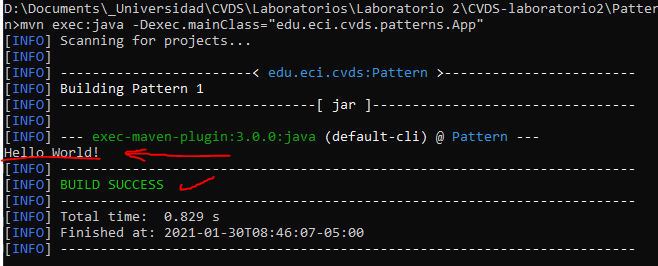 D:\Documents\_Universidad\CVDS\Laboratorios\Laboratorio 2\CVDS-laboratorio2\Patter
n>mvn exec:java -Dexec.mainClass="edu.eci.cvds.patterns.App"
[INFO] Scanning for projects...
[INFO]
[INFO] ------------------------< edu.eci.cvds:Pattern >------------------------
[INFO] Building Pattern 1
[INFO] --------------------------------[ jar ]---------------------------------
[INFO]
[INFO] --- exec-maven-plugin:3.0.0:java (default-cli) @ Pattern ---
Hello World!
[INFO] ------------------------------------------------------------------------
[INFO] BUILD SUCCESS
[INFO] ------------------------------------------------------------------------
[INFO] Total time:  0.829 s
[INFO] Finished at: 2021-01-30T08:46:07-05:00
[INFO] ------------------------------------------------------------------------